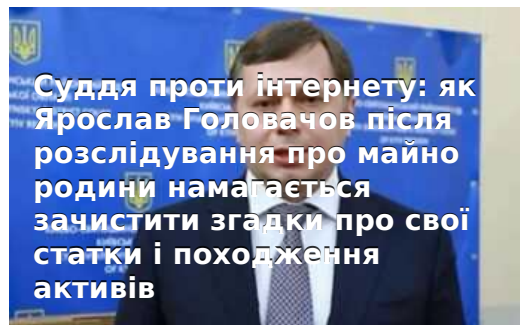 Суддя проти інтернету: як
Ярослав Головачов після
розслідування про майно
родини намагається
зачистити згадки про свої
статки і походження
активів